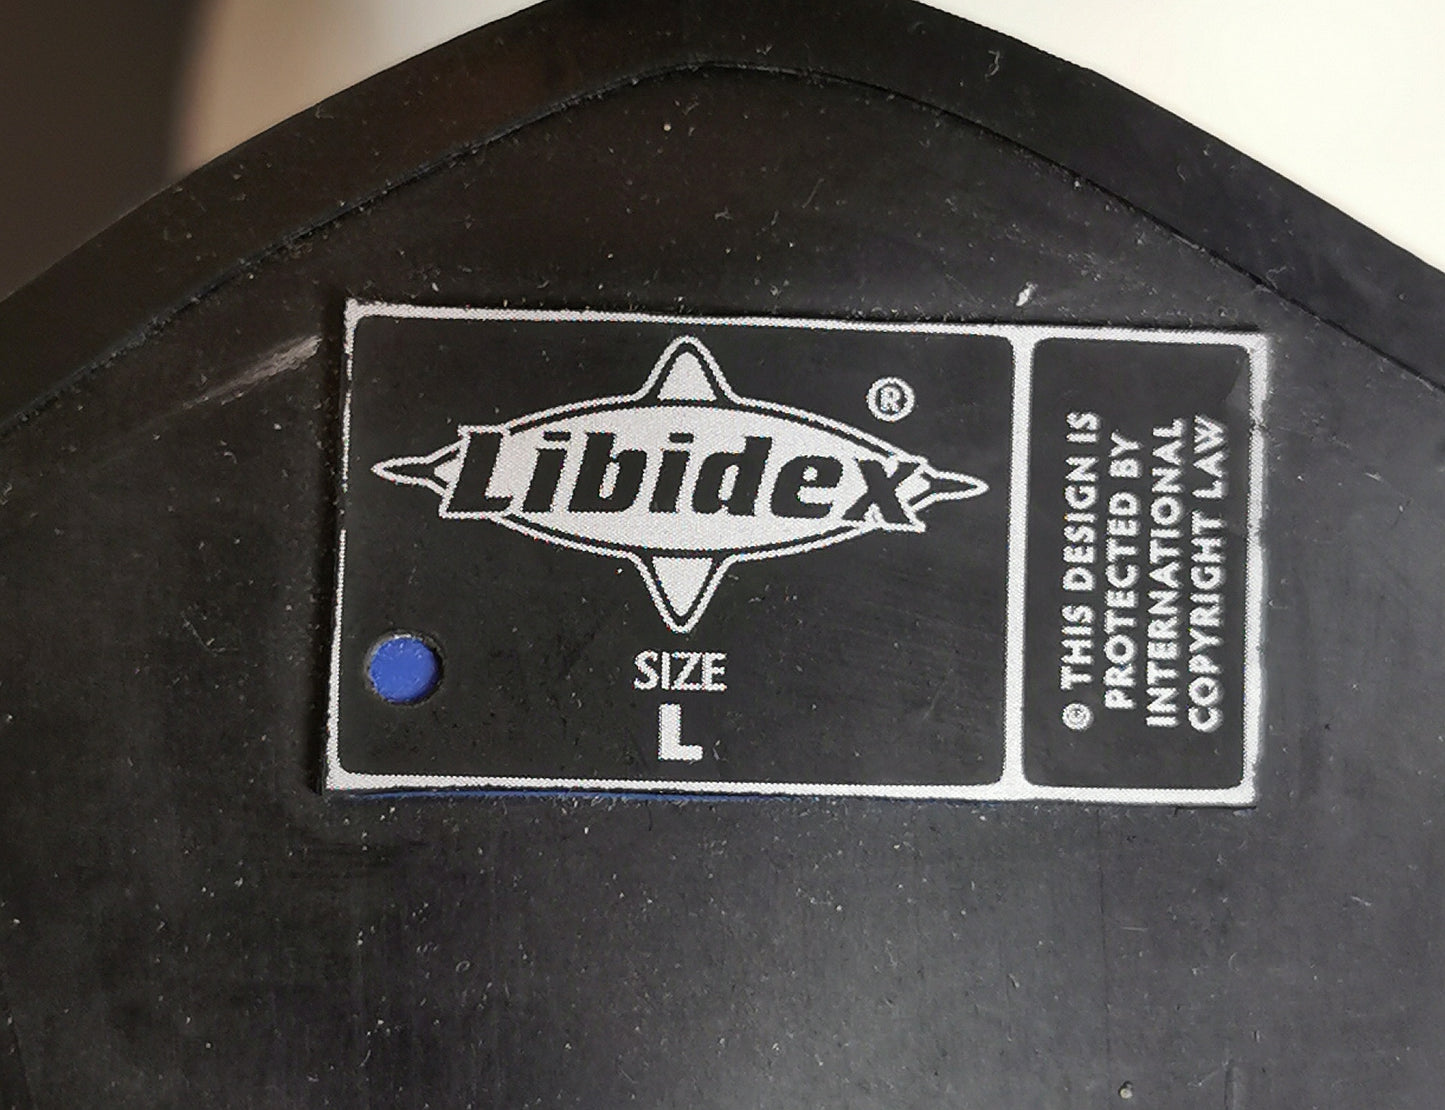 Libidex ®
SIZE
L
© THIS DESIGN IS
PROTECTED BY
INTERNATIONAL
COPYRIGHT LAW